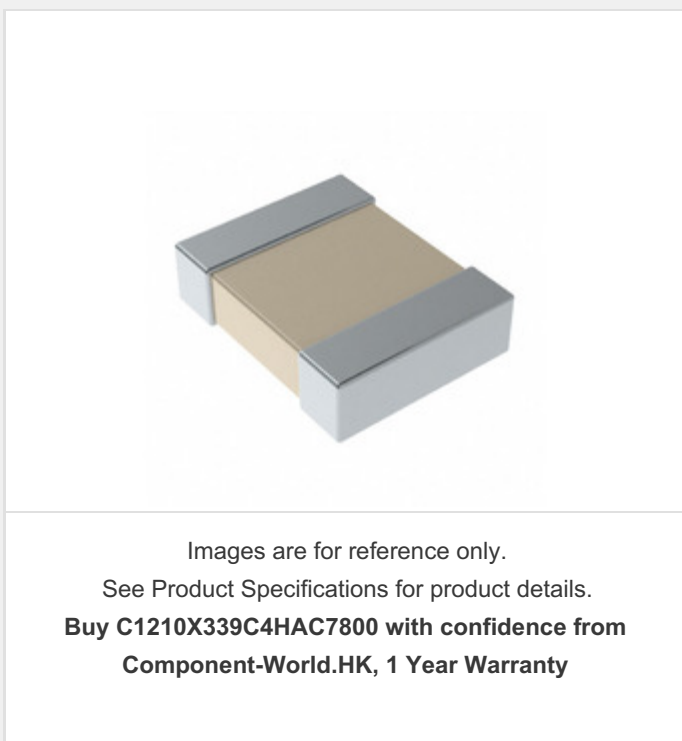 Images are for reference only.
See Product Specifications for product details.
Buy C1210X339C4HAC7800 with confidence from
Component-World.HK, 1 Year Warranty